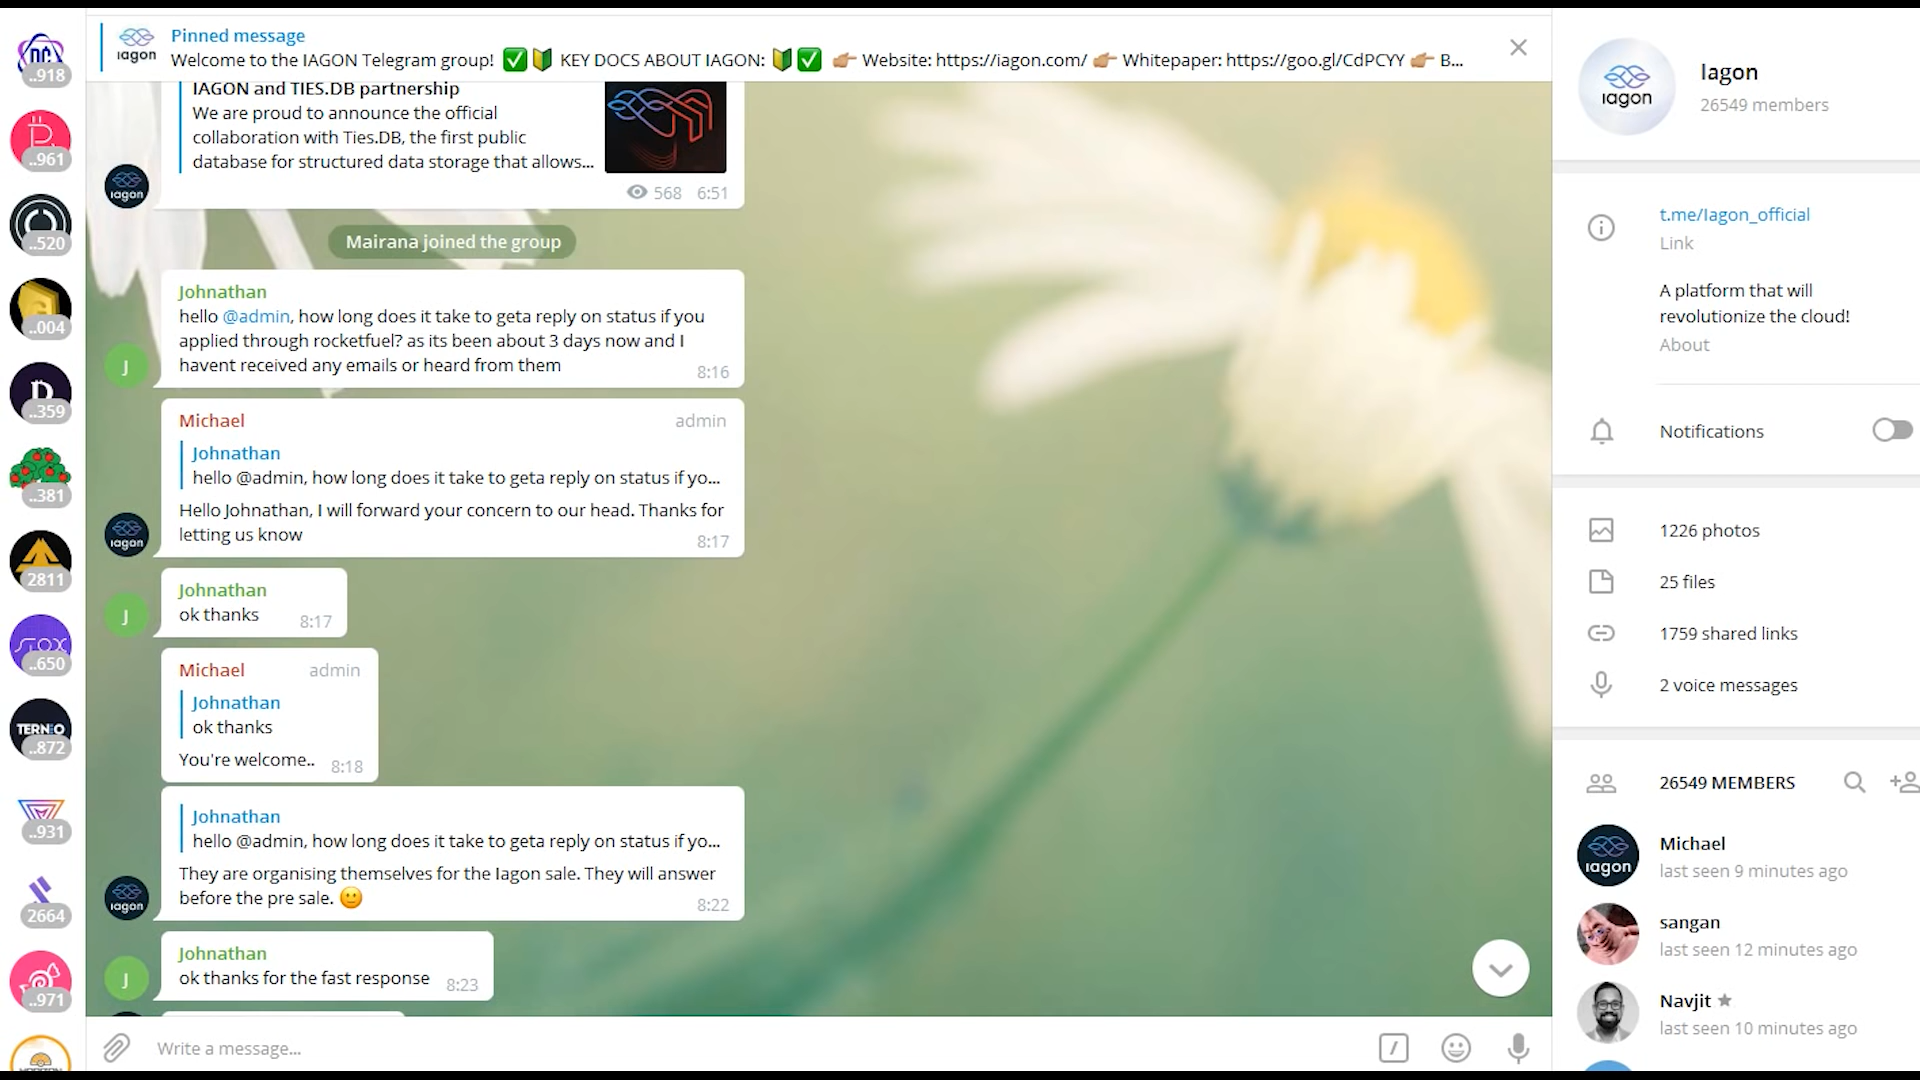 Pinned message
Welcome to the IAGON Telegram group! ✅🔰 KEY DOCS ABOUT IAGON: 🔰✅ 👉🏽 Website: https://iagon.com/ 👉🏽 Whitepaper: https://goo.gl/CdPCYY 👉🏽 B...
ıagon
IAGON and TIES.DB partnership
We are proud to announce the official
collaboration with Ties.DB, the first public
database for structured data storage that allows...
568 6:51
ıagon
Mairana joined the group
Johnathan
hello @admin, how long does it take to geta reply on status if you
applied through rocketfuel? as its been about 3 days now and I
havent received any emails or heard from them
8:16
J
Michael admin
Johnathan
hello @admin, how long does it take to geta reply on status if yo...
Hello Johnathan, I will forward your concern to our head. Thanks for
letting us know
8:17
ıagon
Johnathan
ok thanks 8:17
J
Michael admin
Johnathan
ok thanks
You're welcome.. 8:18
Johnathan
hello @admin, how long does it take to geta reply on status if yo...
They are organising themselves for the Iagon sale. They will answer
before the pre sale. 🙂
8:22
ıagon
Johnathan
ok thanks for the fast response 8:23
J
Write a message...
DC
..918
..961
..520
..004
D
..359
..381
2811
STOX
..650
TERNEO
..872
..931
2664
..971
ıagon
Iagon
26549 members
t.me/Iagon_official
Link
A platform that will
revolutionize the cloud!
About
Notifications
1226 photos
25 files
1759 shared links
2 voice messages
26549 MEMBERS
ıagon
Michael
last seen 9 minutes ago
sangan
last seen 12 minutes ago
Navjit ★
last seen 10 minutes ago